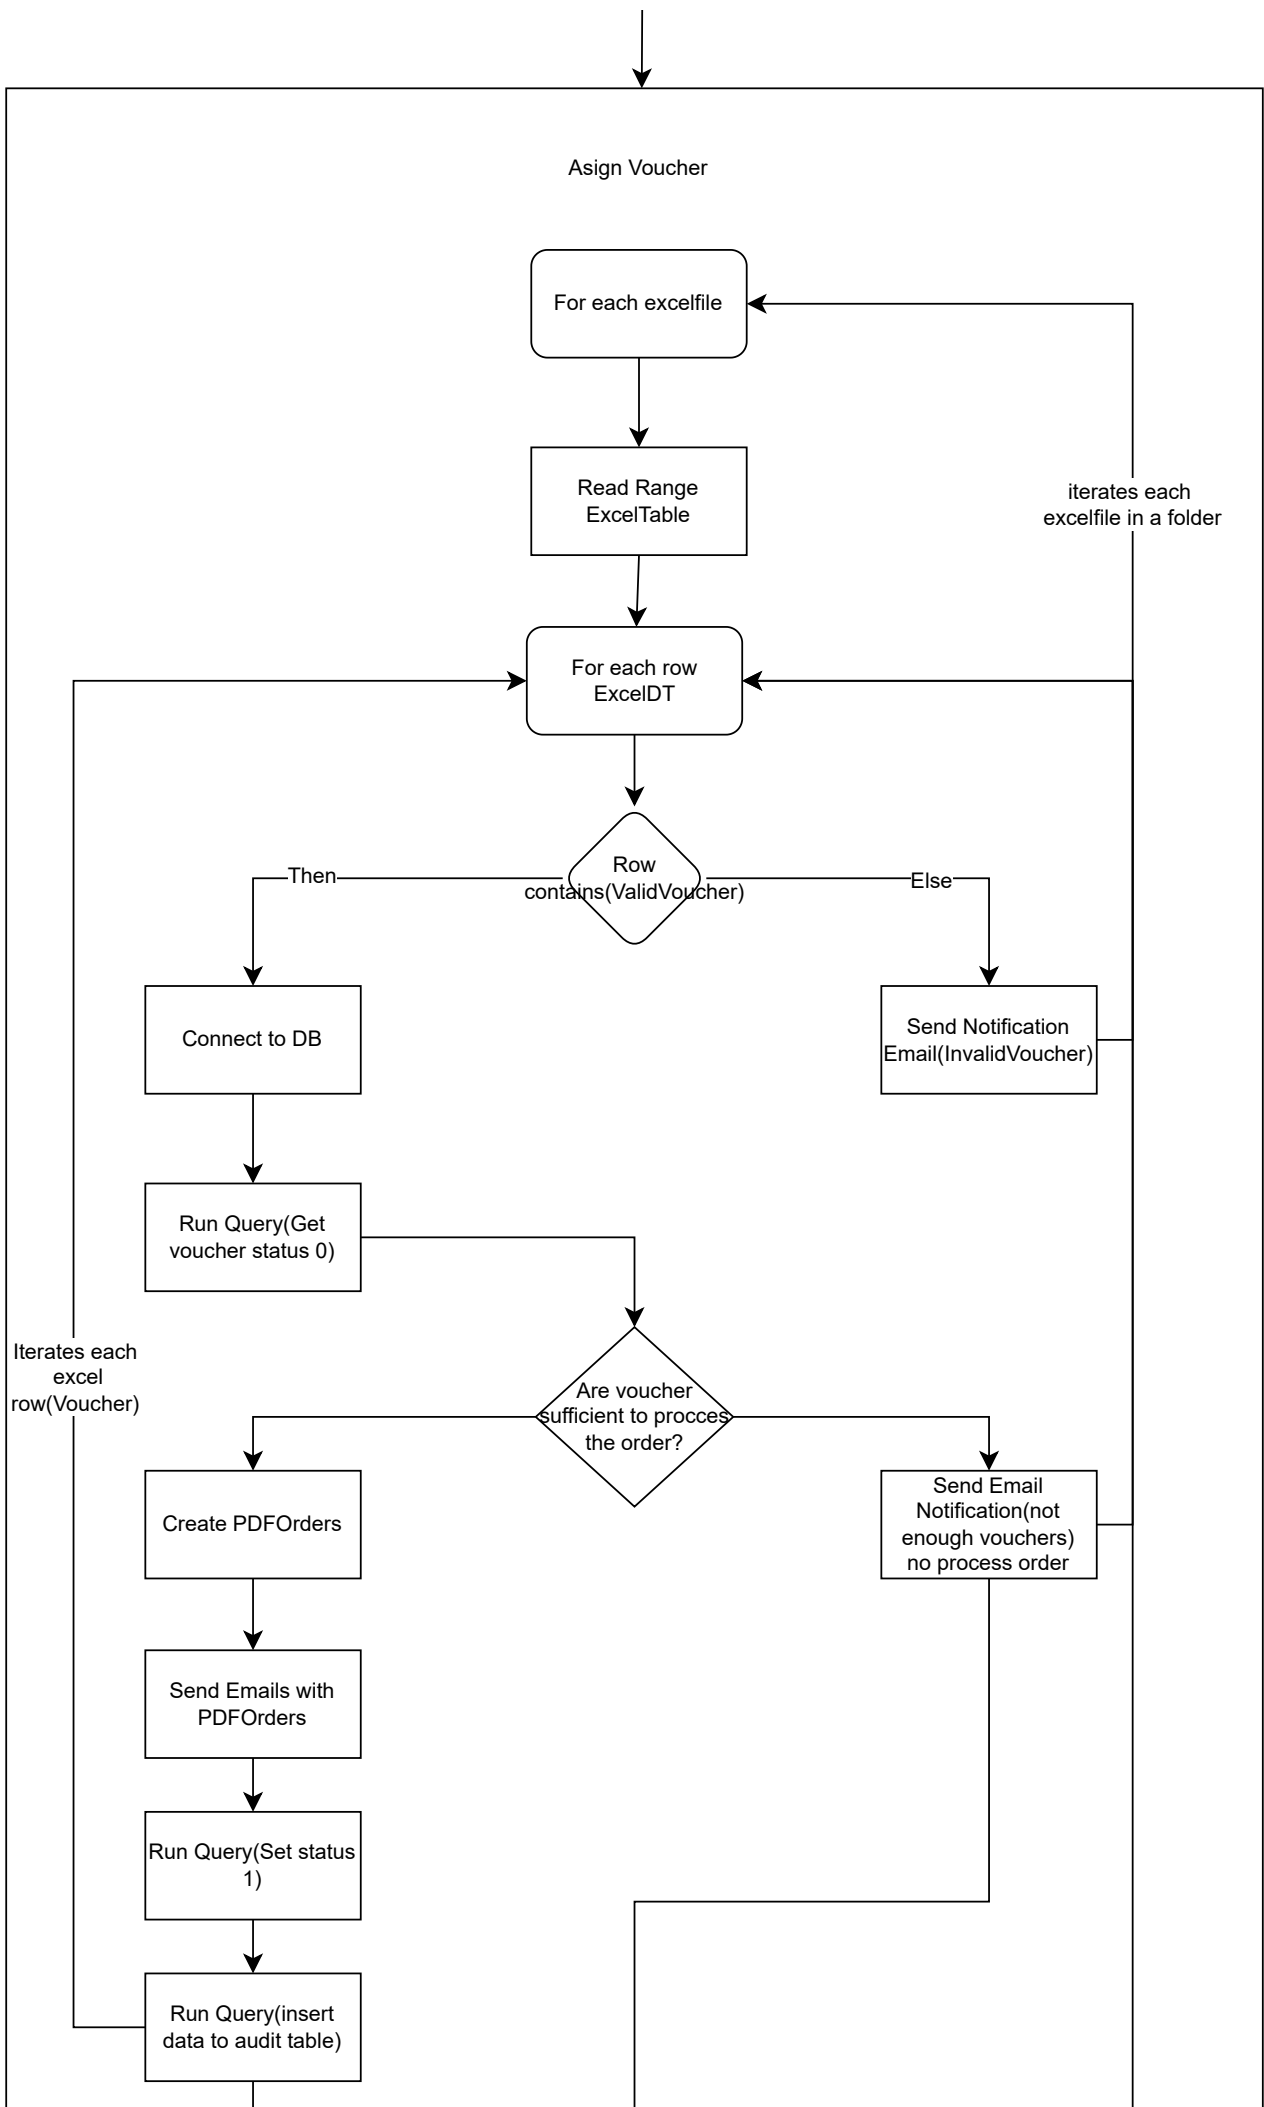 Asign Voucher
For each excelfile
Read Range
ExcelTable
iterates each
excelfile in a folder
For each row
ExcelDT
Row
contains(ValidVoucher)
Then
Else
Connect to DB
Send Notification
Email(InvalidVoucher)
Run Query(Get
voucher status 0)
Iterates each
excel
row(Voucher)
Are voucher
sufficient to procces
the order?
Create PDFOrders
Send Email
Notification(not
enough vouchers)
no process order
Send Emails with
PDFOrders
Run Query(Set status
1)
Run Query(insert
data to audit table)